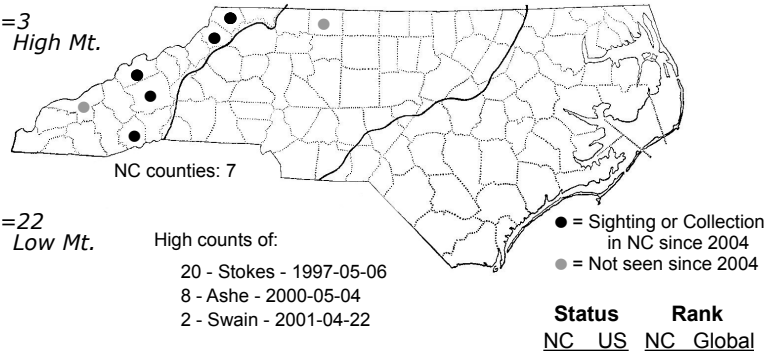 =3
High Mt.
NC counties: 7
=22
Low Mt.
High counts of:
20 - Stokes - 1997-05-06
8 - Ashe - 2000-05-04
2 - Swain - 2001-04-22
= Sighting or Collection
in NC since 2004
= Not seen since 2004
Status Rank
NC US NC Global